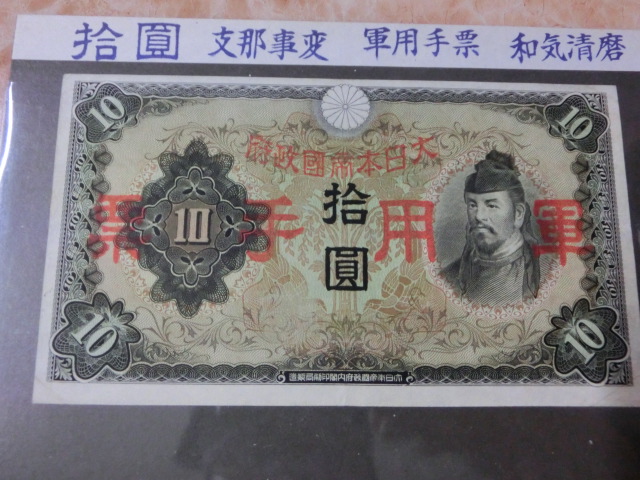 拾圓 支那事変 軍用手票 和気清磨
10 10
府政國帝本日大
票手用軍
10
拾圓
10 10
造製局刷印閣内府政國帝本日大